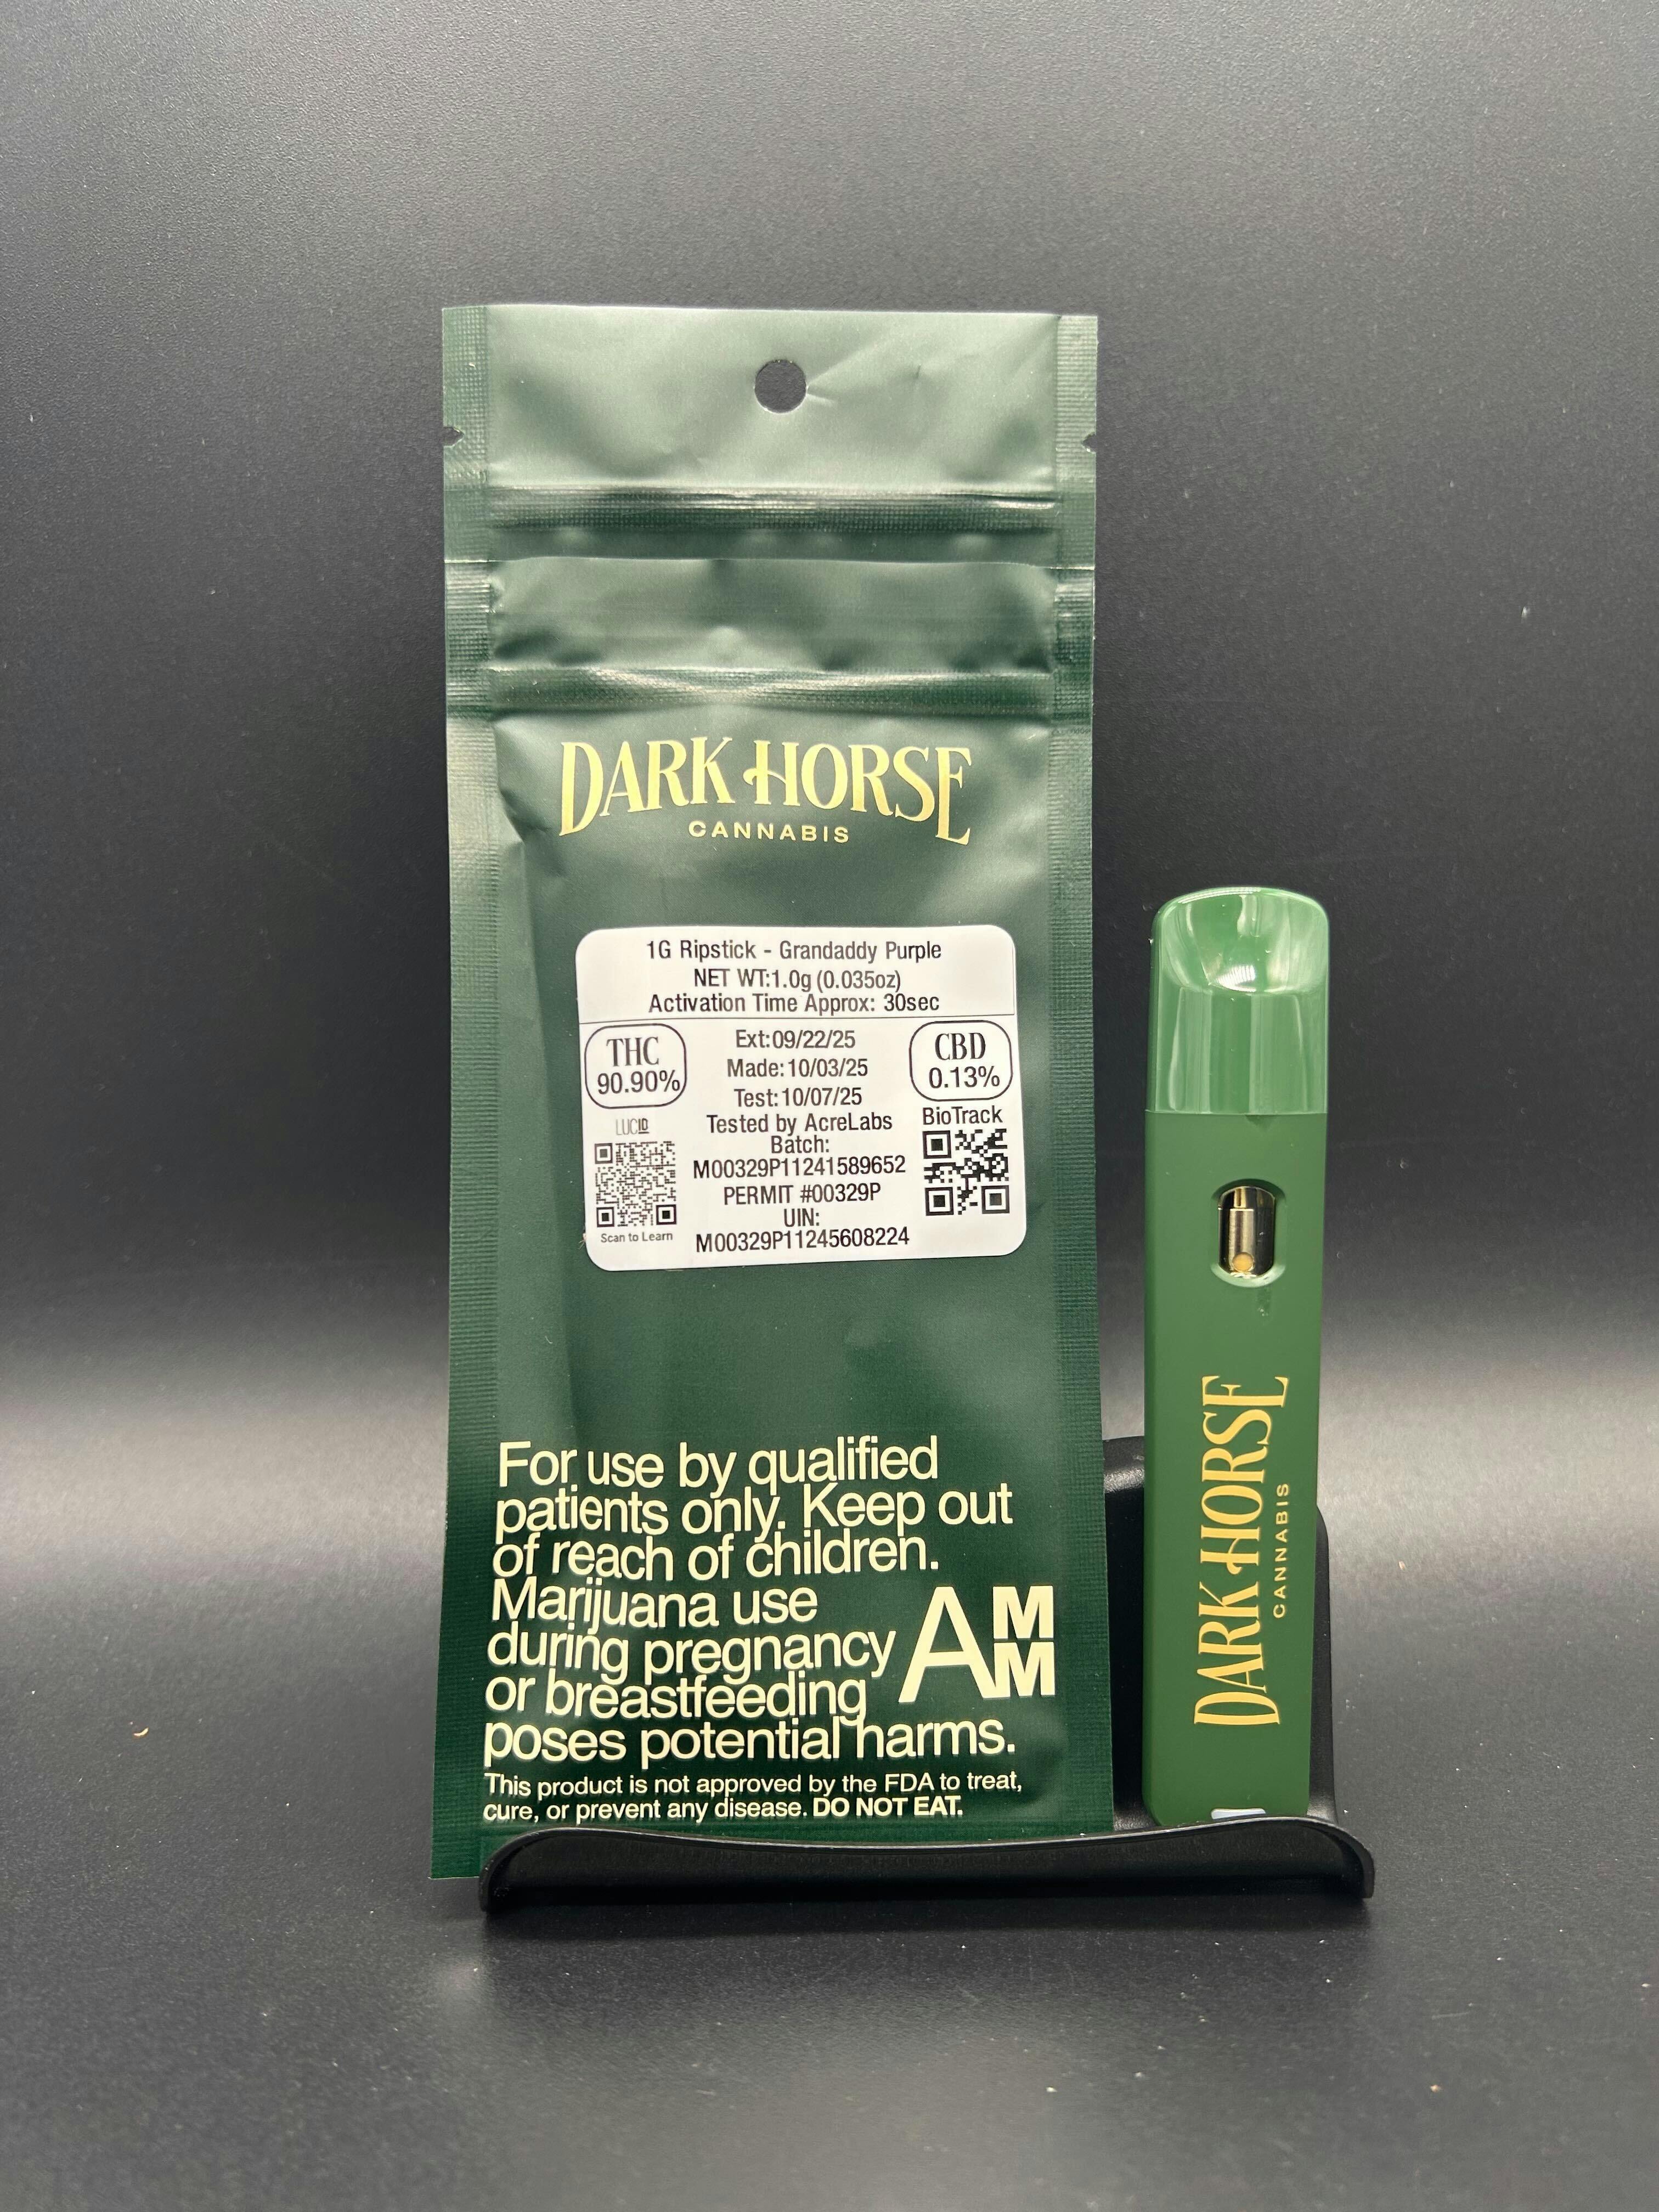 DARK HORSE
CANNABIS
1G Ripstick - Grandaddy Purple
NET WT:1.0g (0.035oz)
Activation Time Approx: 30sec
THC
90.90%
LUCID
Scan to Learn
Ext:09/22/25
Made:10/03/25
Test:10/07/25
Tested by AcreLabs
Batch:
M00329P11241589652
PERMIT #00329P
UIN:
M00329P11245608224
CBD
0.13%
BioTrack
For use by qualified
patients only. Keep out
of reach of children.
Marijuana use
during pregnancy
or breastfeeding
poses potential harms.
AMM
This product is not approved by the FDA to treat,
cure, or prevent any disease. DO NOT EAT.
DARK HORSE
CANNABIS